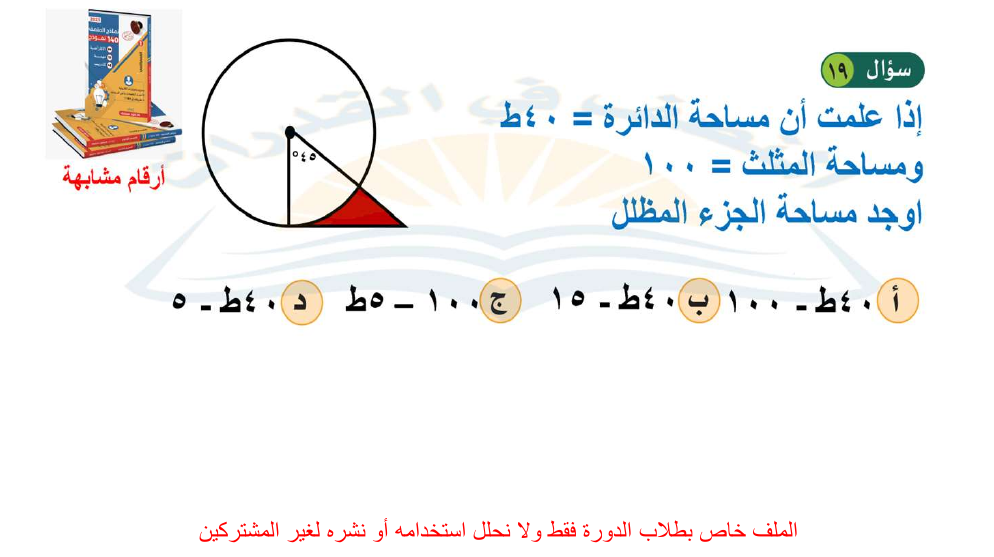 سؤال ١٩
إذا علمت أن مساحة الدائرة = ٤٠ط
ومساحة المثلث = ١٠٠
اوجد مساحة الجزء المظلل
٤٥°
أرقام مشابهة
أ ٤٠ط - ١٠٠ ب ٤٠ط - ١٥ ج ١٠٠ – ٥ط د ٤٠ط - ٥
الملف خاص بطلاب الدورة فقط ولا نحلل استخدامه أو نشره لغير المشتركين